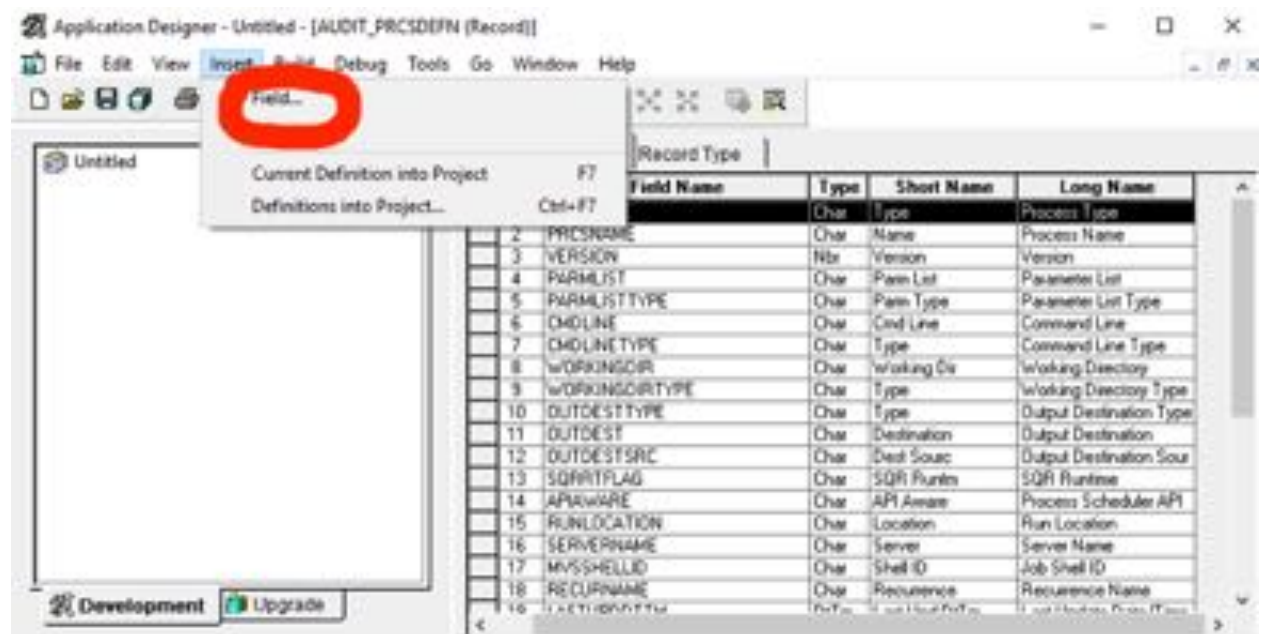 Application Designer - Untitled - [AUDIT_PRCSDEFN (Record)]
File Edit View Insert Build Debug Tools Go Window Help
Field...
Untitled
Record Type
Current Definition into Project F7
Definitions into Project... Ctrl+F7
Field Name Type Short Name Long Name
Char Type Process Type
2 PRCSNAME Char Name Process Name
3 VERSION Nbr Version Version
4 PARMLIST Char Parm List Parameter List
5 PARMLISTTYPE Char Parm Type Parameter List Type
6 CMDLINE Char Cmd Line Command Line
7 CMDLINETYPE Char Type Command Line Type
8 WORKINGDIR Char Working Dir Working Directory
9 WORKINGDIRTYPE Char Type Working Directory Type
10 OUTDESTTYPE Char Type Output Destination Type
11 OUTDEST Char Destination Output Destination
12 OUTDESTSRC Char Dest Sourc Output Destination Sour
13 SQRRTFLAG Char SQR Runtm SQR Runtime
14 APIAWARE Char API Aware Process Scheduler API
15 RUNLOCATION Char Location Run Location
16 SERVERNAME Char Server Server Name
17 MVSSHELLID Char Shell ID Job Shell ID
18 RECURNAME Char Recurrence Recurrence Name
Development Upgrade